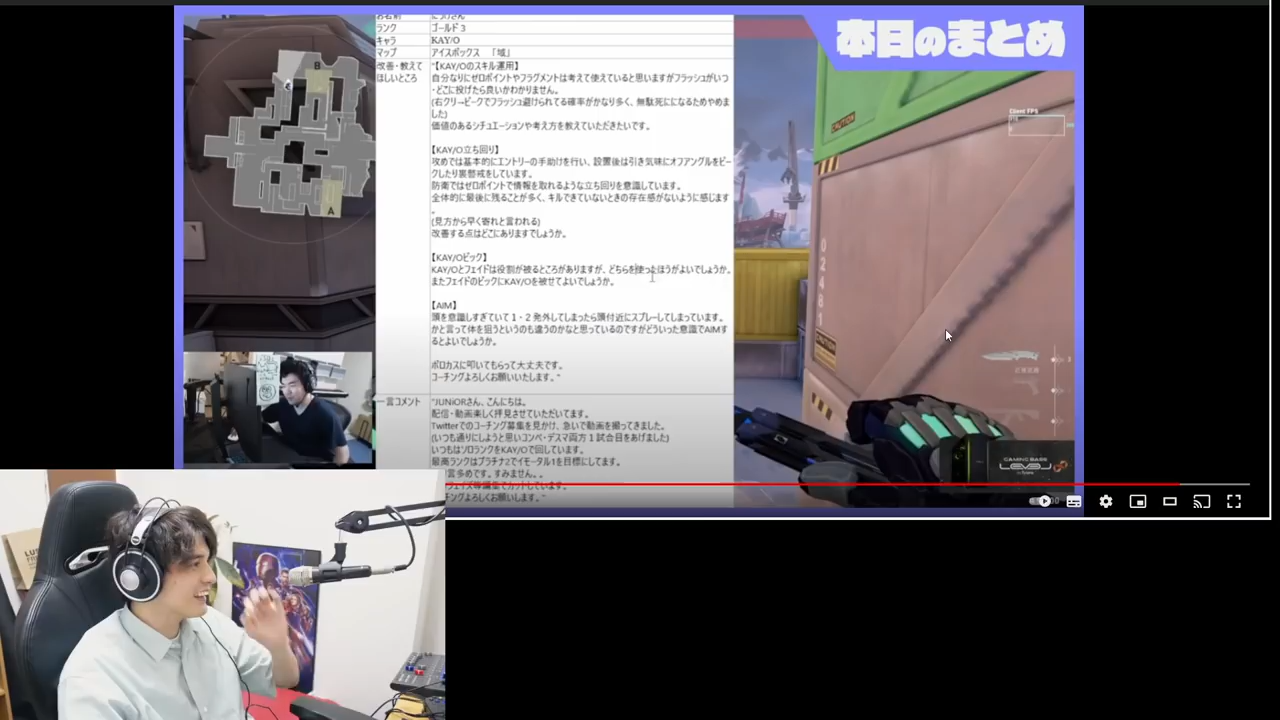 本日のまとめ
ランク ゴールド3
キャラ KAY/O
マップ アイスボックス 「域」
改善・教えてほしいところ
"【KAY/Oのスキル運用】
自分なりにゼロポイントやフラグメントは考えて使えていると思いますがフラッシュがいつ
・どこに投げたら良いかわかりません。
(右クリ→ピークでフラッシュ避けられてる確率がかなり多く、無駄死にになるためやめま
した)
価値のあるシチュエーションや考え方を教えていただきたいです。
【KAY/O立ち回り】
攻めでは基本的にエントリーの手助けを行い、設置後は引き気味にオフアングルをピー
クしたり裏警戒をしています。
防衛ではゼロポイントで情報を取れるような立ち回りを意識しています。
全体的に最後に残ることが多く、キルできていないときの存在感がないように感じます
。
(見方から早く寄れと言われる)
改善する点はどこにありますでしょうか。
【KAY/Oピック】
KAY/Oとフェイドは役割が被るところがありますが、どちらを使ったほうがよいでしょうか。
またフェイドのピックにKAY/Oを被せてよいでしょうか。
【AIM】
頭を意識しすぎていて1・2発外してしまったら頭付近にスプレーしてしまっています。
かと言って体を狙うというのも違うのかなと思っているのですがどういった意識でAIMす
るとよいでしょうか。
ボロカスに叩いてもらって大丈夫です。
コーチングよろしくお願いいたします。"
一言コメント
"JUNiORさん、こんにちは。
配信・動画楽しく拝見させていただいてます。
Twitterでのコーチング募集を見かけ、急いで動画を撮ってきました。
(いつも通りにしようと思いコンペ・デスマ両方1試合目をあげました)
いつもはソロランクをKAY/Oで回しています。
最高ランクはプラチナ2でイモータル1を目標にしてます。
言多めです。すみません。。
チングよろしくお願いします。"
B
A
Client FPS
CAUTION
02481
CAUTION
GAMING BASE
LEVEL∞